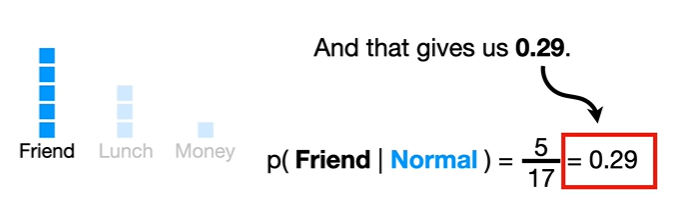 And that gives us 0.29.
Friend Lunch Money
p( Friend | Normal ) = 5/17 = 0.29